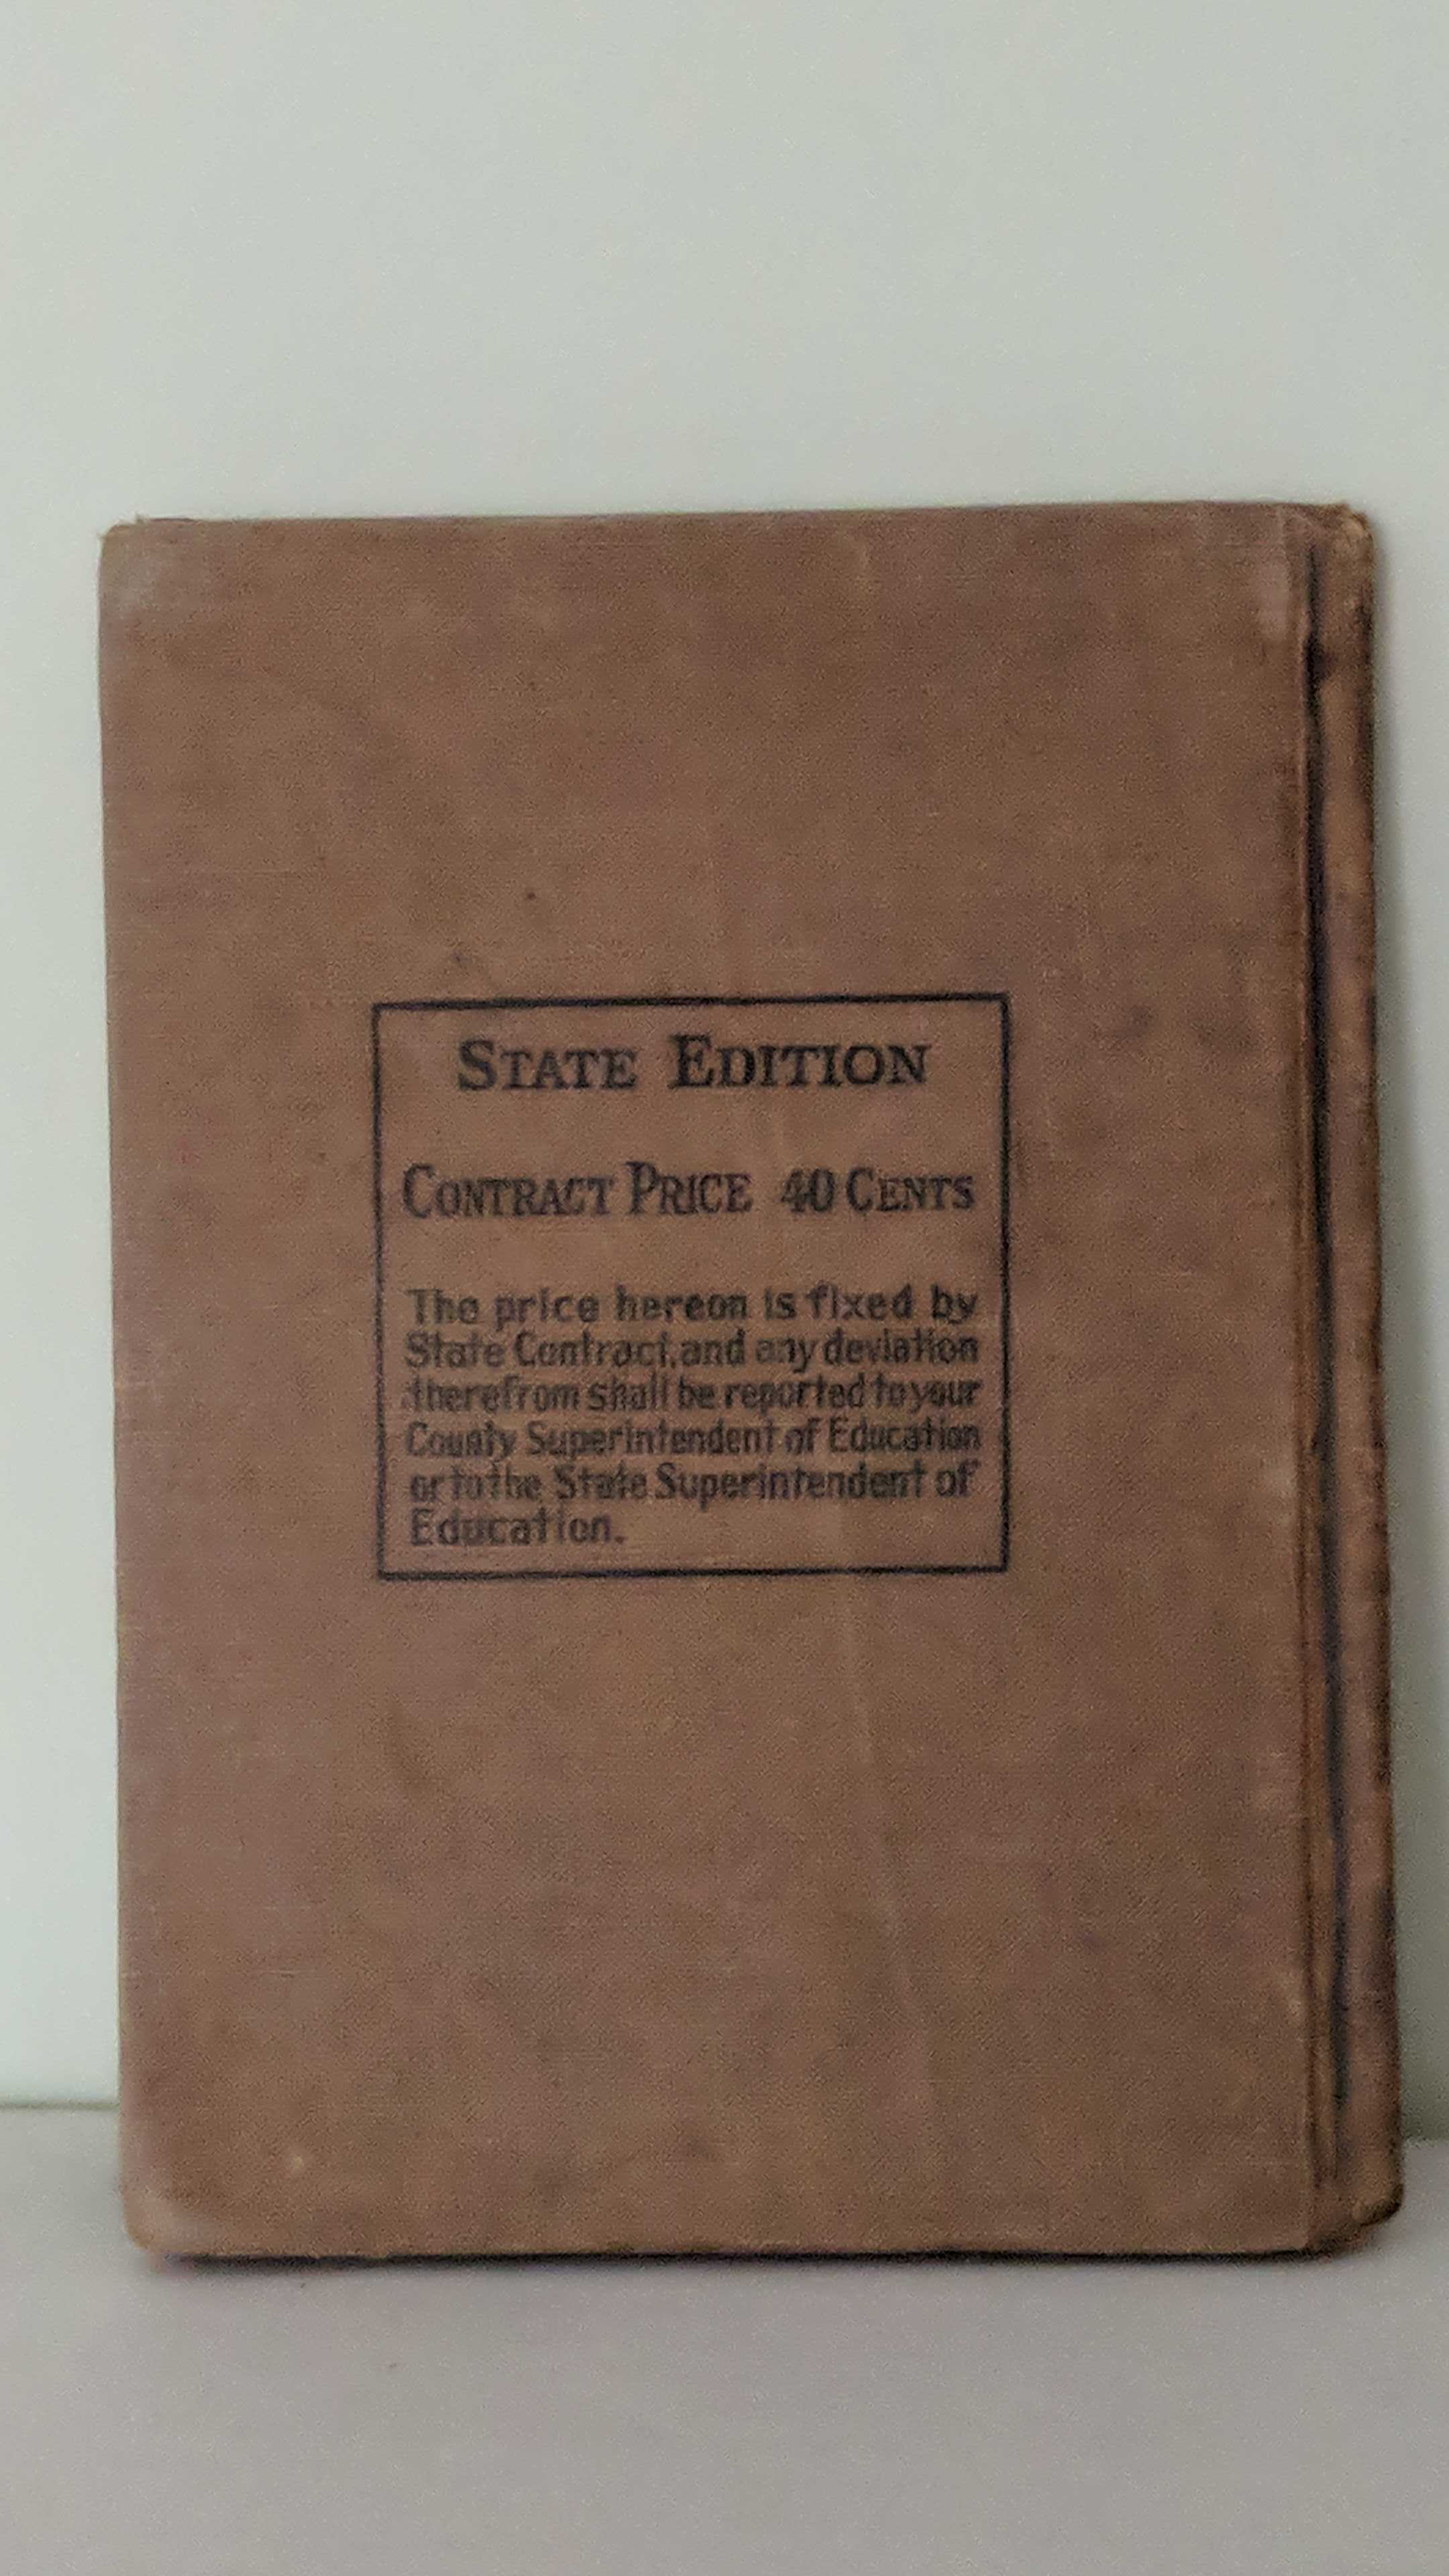 STATE EDITION
CONTRACT PRICE 40 CENTS
The price hereon is fixed by
State Contract, and any deviation
therefrom shall be reported to your
County Superintendent of Education
or to the State Superintendent of
Education.